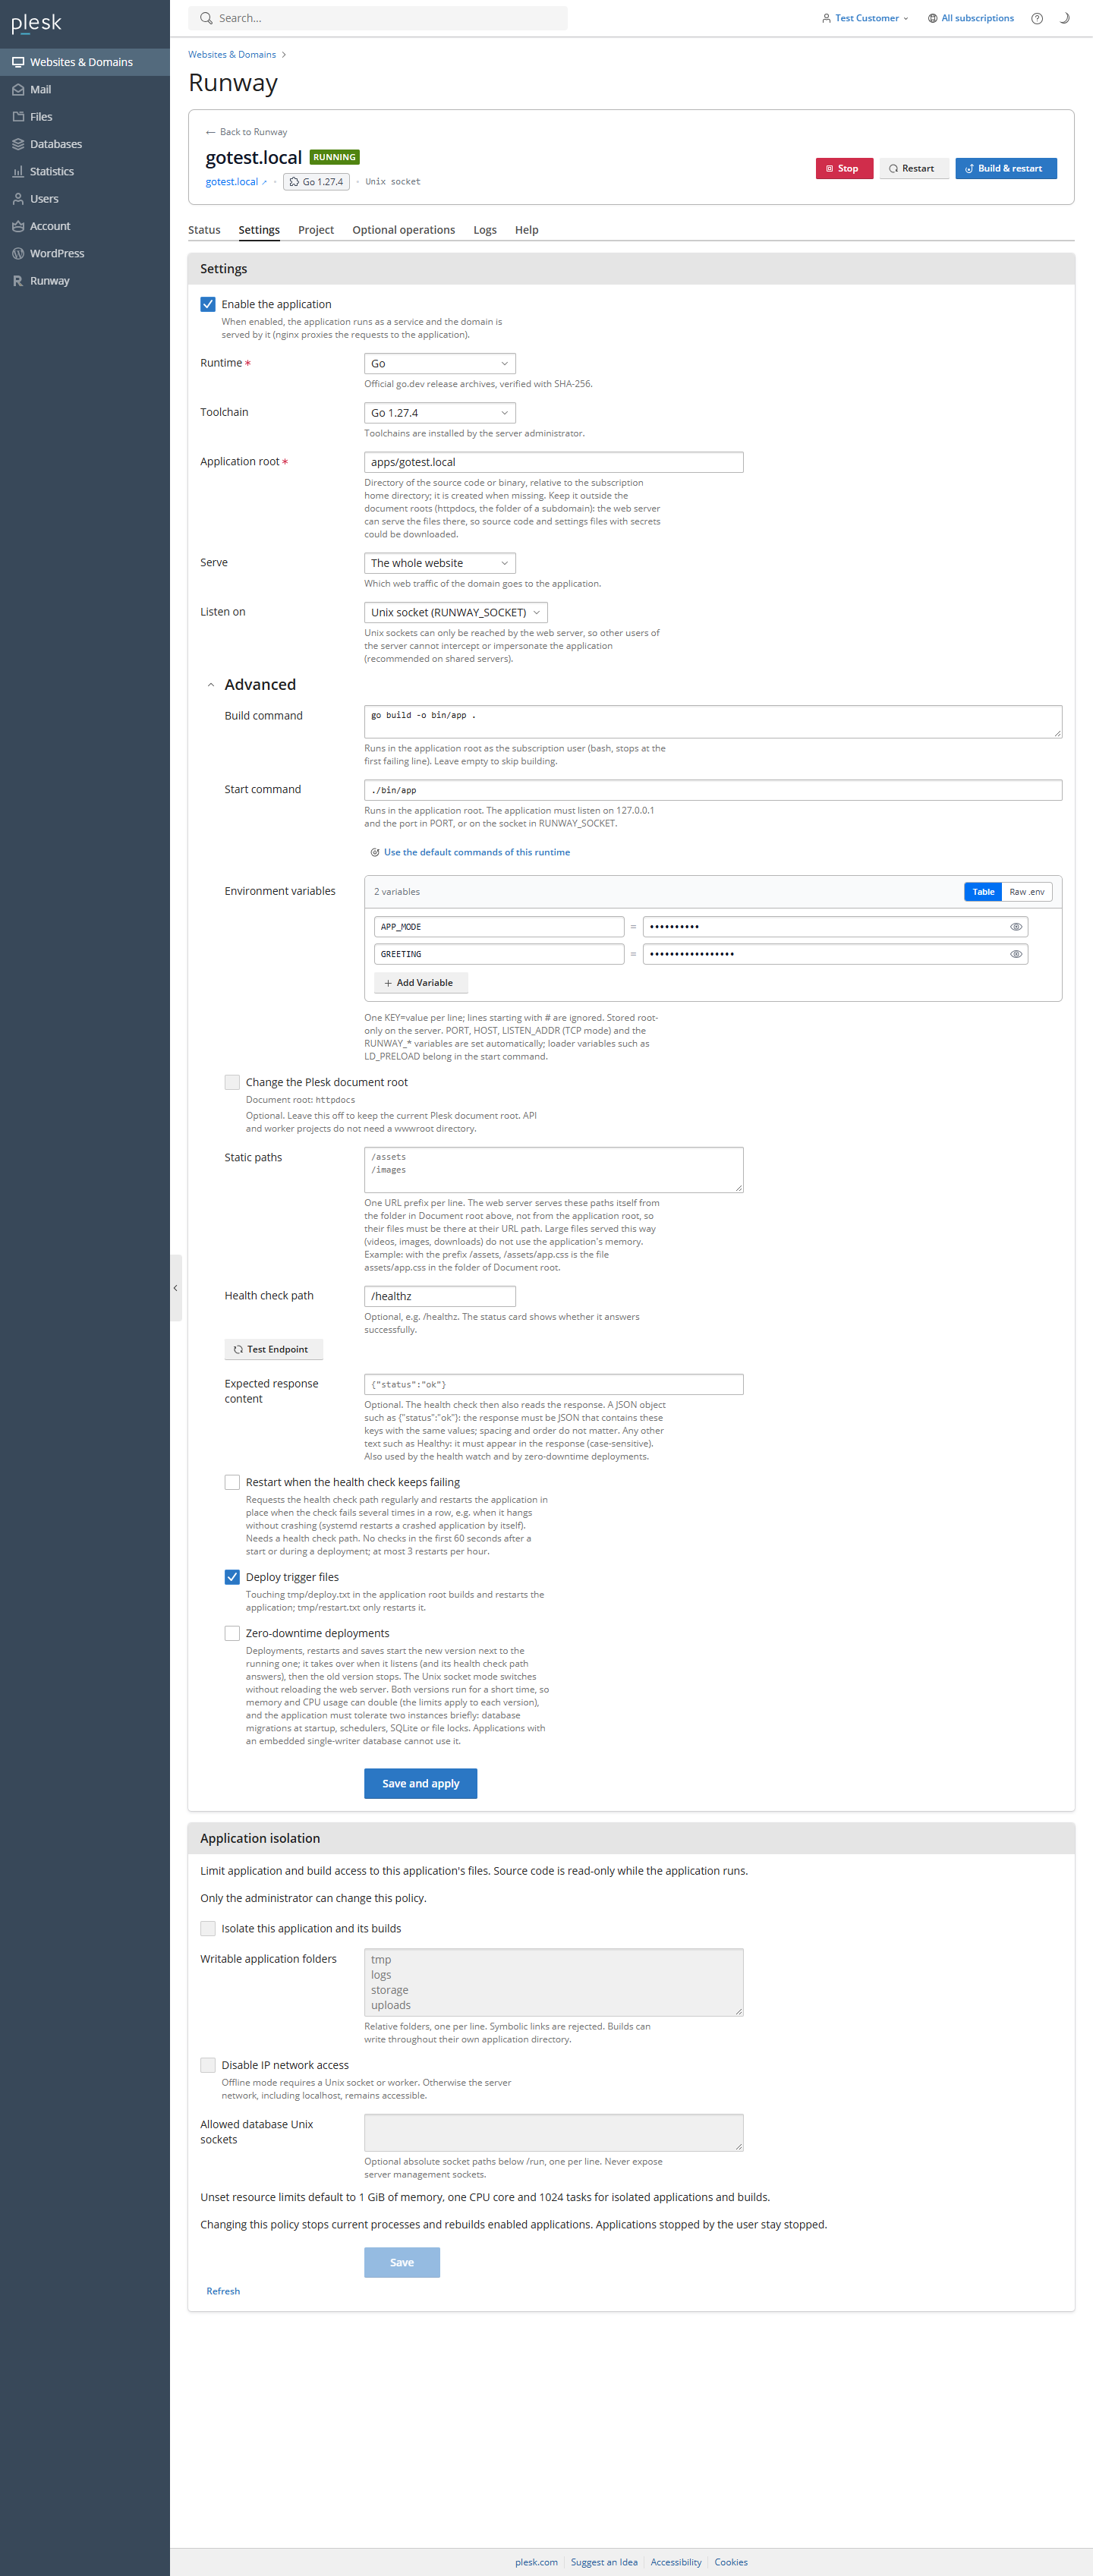 plesk
Search...
Test Customer
All subscriptions
Websites & Domains
Mail
Files
Databases
Statistics
Users
Account
WordPress
Runway
Websites & Domains
Runway
← Back to Runway
gotest.local RUNNING
gotest.local ↗ · Go 1.27.4 · Unix socket
Stop
Restart
Build & restart
Status Settings Project Optional operations Logs Help
Settings
Enable the application
When enabled, the application runs as a service and the domain is
served by it (nginx proxies the requests to the application).
Runtime *
Go
Official go.dev release archives, verified with SHA-256.
Toolchain
Go 1.27.4
Toolchains are installed by the server administrator.
Application root *
apps/gotest.local
Directory of the source code or binary, relative to the subscription
home directory; it is created when missing. Keep it outside the
document roots (httpdocs, the folder of a subdomain): the web server
can serve the files there, so source code and settings files with secrets
could be downloaded.
Serve
The whole website
Which web traffic of the domain goes to the application.
Listen on
Unix socket (RUNWAY_SOCKET)
Unix sockets can only be reached by the web server, so other users of
the server cannot intercept or impersonate the application
(recommended on shared servers).
Advanced
Build command
go build -o bin/app .
Runs in the application root as the subscription user (bash, stops at the
first failing line). Leave empty to skip building.
Start command
./bin/app
Runs in the application root. The application must listen on 127.0.0.1
and the port in PORT, or on the socket in RUNWAY_SOCKET.
Use the default commands of this runtime
Environment variables
2 variables
Table Raw .env
APP_MODE = ••••••••••
GREETING = •••••••••••••••••
+ Add Variable
One KEY=value per line; lines starting with # are ignored. Stored root-
only on the server. PORT, HOST, LISTEN_ADDR (TCP mode) and the
RUNWAY_* variables are set automatically; loader variables such as
LD_PRELOAD belong in the start command.
Change the Plesk document root
Document root: httpdocs
Optional. Leave this off to keep the current Plesk document root. API
and worker projects do not need a wwwroot directory.
Static paths
/assets
/images
One URL prefix per line. The web server serves these paths itself from
the folder in Document root above, not from the application root, so
their files must be there at their URL path. Large files served this way
(videos, images, downloads) do not use the application's memory.
Example: with the prefix /assets, /assets/app.css is the file
assets/app.css in the folder of Document root.
Health check path
/healthz
Optional, e.g. /healthz. The status card shows whether it answers
successfully.
Test Endpoint
Expected response
content
{"status":"ok"}
Optional. The health check then also reads the response. A JSON object
such as {"status":"ok"}: the response must be JSON that contains these
keys with the same values; spacing and order do not matter. Any other
text such as Healthy: it must appear in the response (case-sensitive).
Also used by the health watch and by zero-downtime deployments.
Restart when the health check keeps failing
Requests the health check path regularly and restarts the application in
place when the check fails several times in a row, e.g. when it hangs
without crashing (systemd restarts a crashed application by itself).
Needs a health check path. No checks in the first 60 seconds after a
start or during a deployment; at most 3 restarts per hour.
Deploy trigger files
Touching tmp/deploy.txt in the application root builds and restarts the
application; tmp/restart.txt only restarts it.
Zero-downtime deployments
Deployments, restarts and saves start the new version next to the
running one; it takes over when it listens (and its health check path
answers), then the old version stops. The Unix socket mode switches
without reloading the web server. Both versions run for a short time, so
memory and CPU usage can double (the limits apply to each version),
and the application must tolerate two instances briefly: database
migrations at startup, schedulers, SQLite or file locks. Applications with
an embedded single-writer database cannot use it.
Save and apply
Application isolation
Limit application and build access to this application's files. Source code is read-only while the application runs.
Only the administrator can change this policy.
Isolate this application and its builds
Writable application folders
tmp
logs
storage
uploads
Relative folders, one per line. Symbolic links are rejected. Builds can
write throughout their own application directory.
Disable IP network access
Offline mode requires a Unix socket or worker. Otherwise the server
network, including localhost, remains accessible.
Allowed database Unix
sockets
Optional absolute socket paths below /run, one per line. Never expose
server management sockets.
Unset resource limits default to 1 GiB of memory, one CPU core and 1024 tasks for isolated applications and builds.
Changing this policy stops current processes and rebuilds enabled applications. Applications stopped by the user stay stopped.
Save
Refresh
plesk.com Suggest an Idea Accessibility Cookies